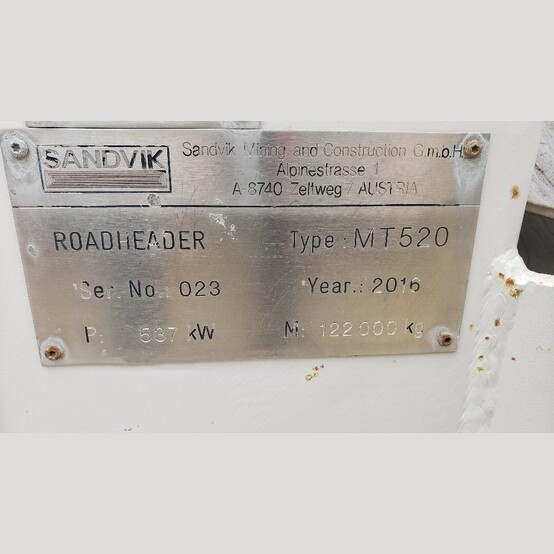 SANDVIK
Sandvik Mining and Construction G.m.b.H.
Alpinestrasse 1
A-8740 Zeltweg / AUSTRIA
ROADHEADER Type: MT520
Ser. No. 023 Year.: 2016
P: 537 kW M: 122 000 kg